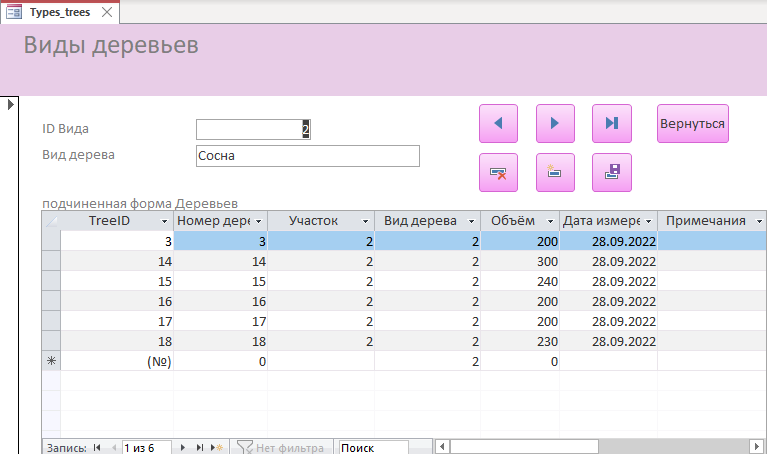 Types_trees
Виды деревьев
ID Вида 2
Вид дерева Сосна
Вернуться
подчиненная форма Деревьев
TreeID Номер дере Участок Вид дерева Объём Дата измере Примечания
3 3 2 2 200 28.09.2022
14 14 2 2 300 28.09.2022
15 15 2 2 240 28.09.2022
16 16 2 2 200 28.09.2022
17 17 2 2 200 28.09.2022
18 18 2 2 230 28.09.2022
(№) 0 2 0
Запись: 1 из 6 Нет фильтра Поиск